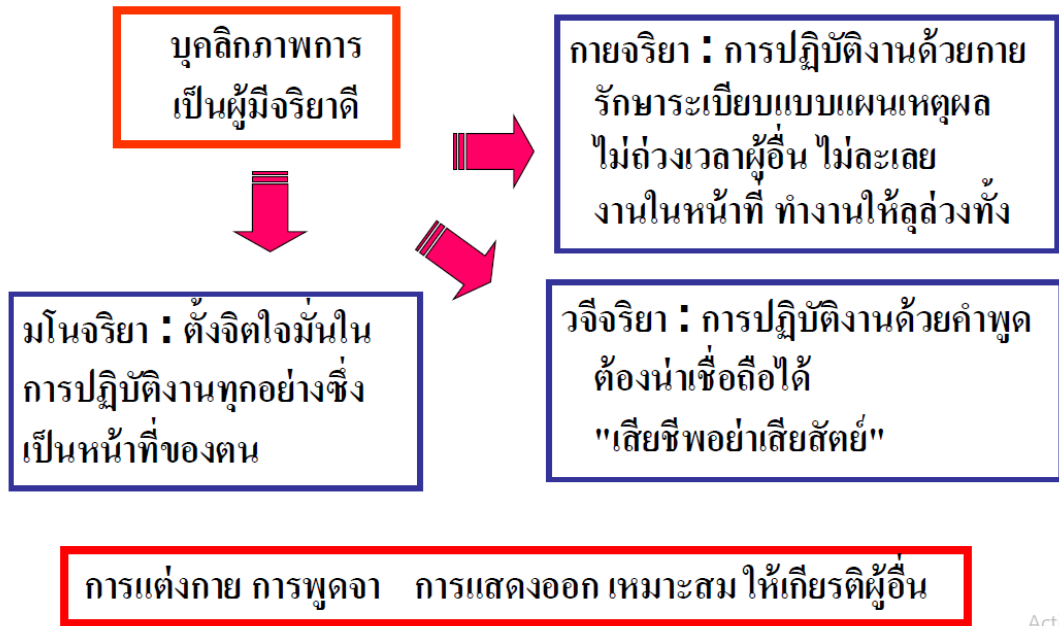 บุคลิกภาพการ
เป็นผู้มีจริยาดี
กายจริยา : การปฏิบัติงานด้วยกาย
รักษาระเบียบแบบแผนเหตุผล
ไม่ถ่วงเวลาผู้อื่น ไม่ละเลย
งานในหน้าที่ ทำงานให้ลุล่วงทั้ง
มโนจริยา : ตั้งจิตใจมั่นใน
การปฏิบัติงานทุกอย่างซึ่ง
เป็นหน้าที่ของตน
วจีจริยา : การปฏิบัติงานด้วยคำพูด
ต้องน่าเชื่อถือได้
"เสียชีพอย่าเสียสัตย์"
การแต่งกาย การพูดจา การแสดงออก เหมาะสม ให้เกียรติผู้อื่น
Act